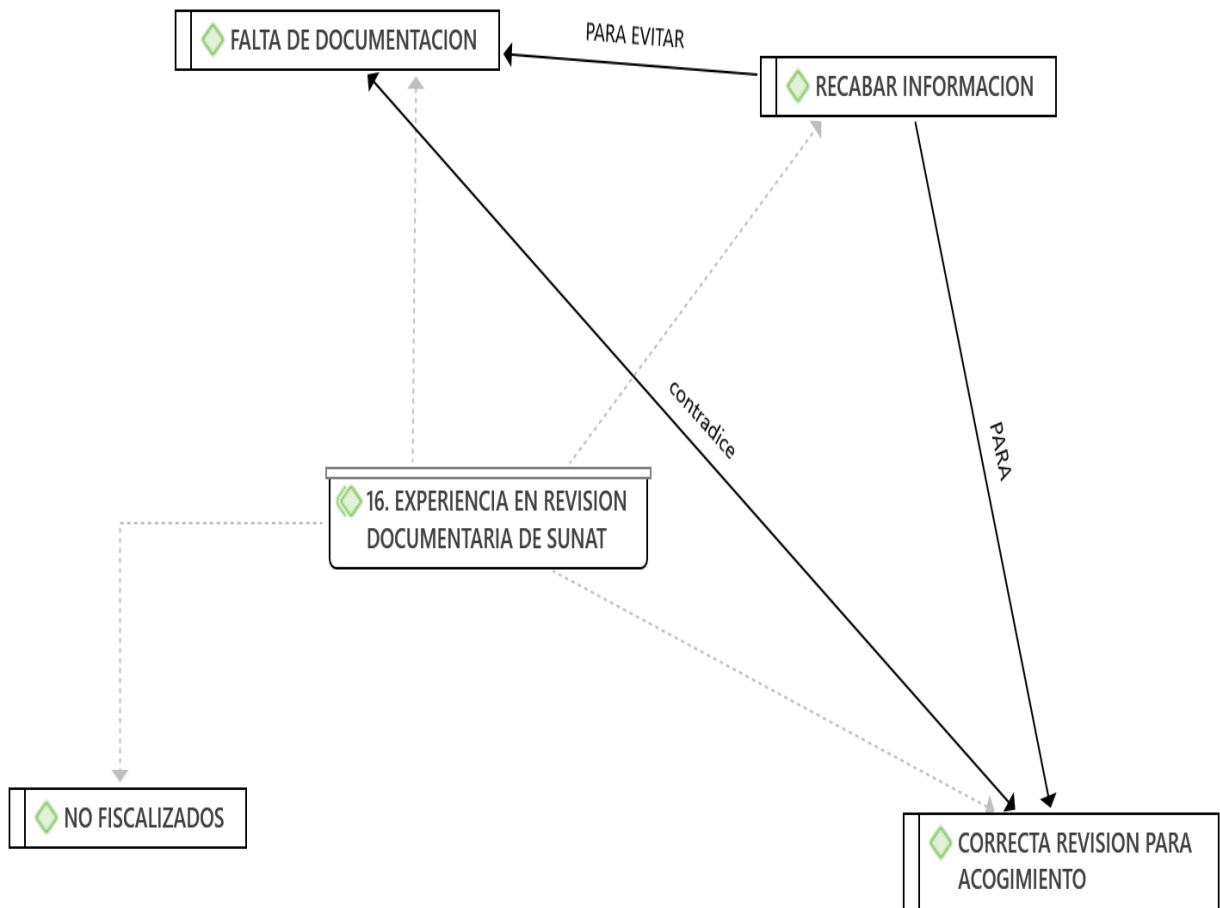 FALTA DE DOCUMENTACION
PARA EVITAR
RECABAR INFORMACION
contradice
PARA
16. EXPERIENCIA EN REVISION
DOCUMENTARIA DE SUNAT
NO FISCALIZADOS
CORRECTA REVISION PARA
ACOGIMIENTO